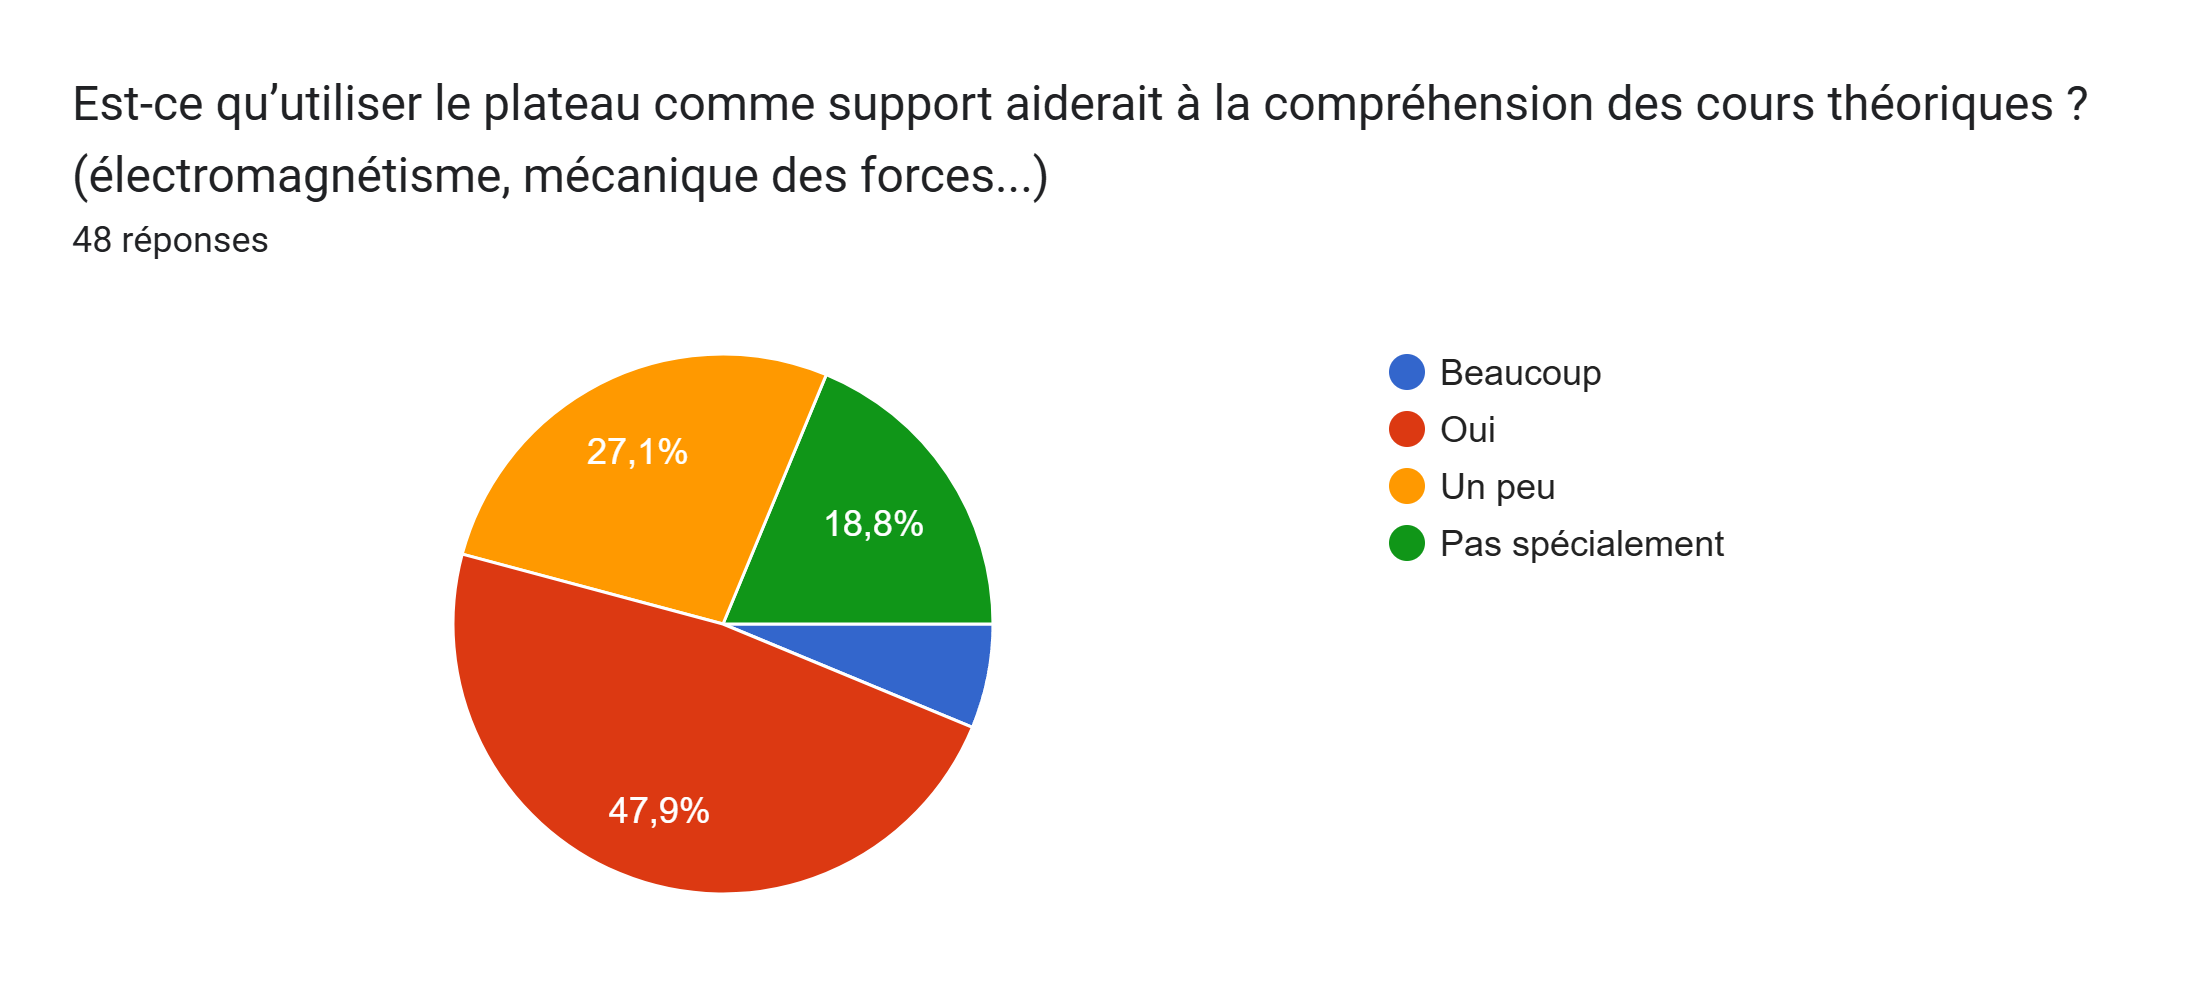 Est-ce qu’utiliser le plateau comme support aiderait à la compréhension des cours théoriques ?
(électromagnétisme, mécanique des forces...)
48 réponses
Beaucoup
Oui
Un peu
Pas spécialement
27,1%
18,8%
47,9%